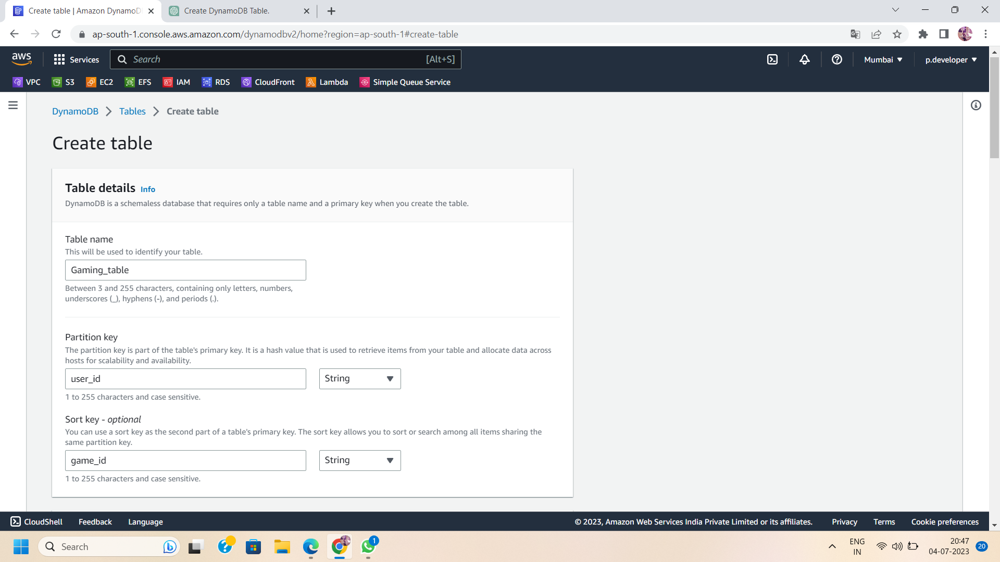 Create table | Amazon DynamoD
Create DynamoDB Table.
ap-south-1.console.aws.amazon.com/dynamodbv2/home?region=ap-south-1#create-table
aws
Services
Search
[Alt+S]
Mumbai
p.developer
VPC
S3
EC2
EFS
IAM
RDS
CloudFront
Lambda
Simple Queue Service
DynamoDB
Tables
Create table
Create table
Table details Info
DynamoDB is a schemaless database that requires only a table name and a primary key when you create the table.
Table name
This will be used to identify your table.
Gaming_table
Between 3 and 255 characters, containing only letters, numbers,
underscores (_), hyphens (-), and periods (.).
Partition key
The partition key is part of the table's primary key. It is a hash value that is used to retrieve items from your table and allocate data across
hosts for scalability and availability.
user_id
String
1 to 255 characters and case sensitive.
Sort key - optional
You can use a sort key as the second part of a table's primary key. The sort key allows you to sort or search among all items sharing the
same partition key.
game_id
String
1 to 255 characters and case sensitive.
CloudShell
Feedback
Language
© 2023, Amazon Web Services India Private Limited or its affiliates.
Privacy
Terms
Cookie preferences
Search
1
ENG
IN
20:47
04-07-2023
20